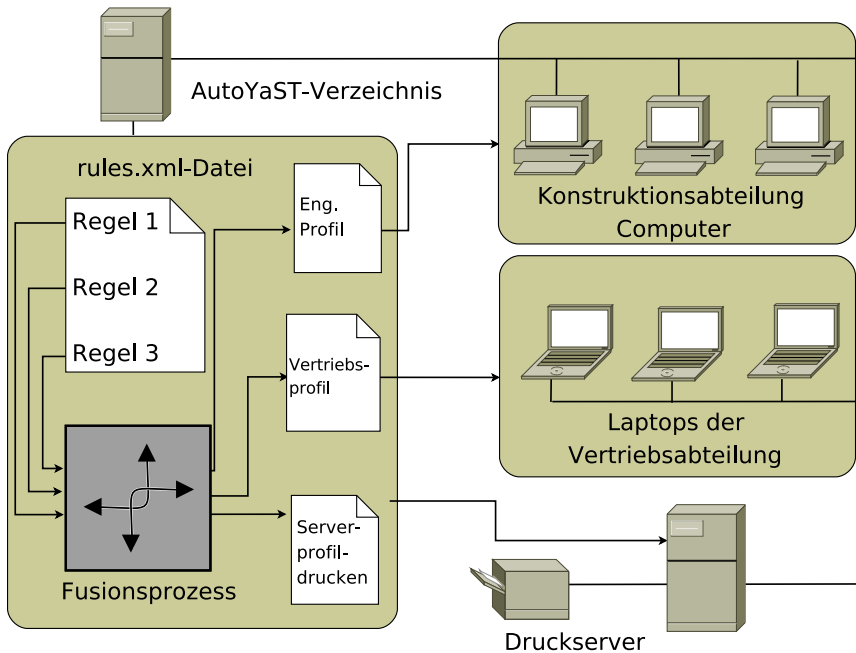 AutoYaST-Verzeichnis
rules.xml-Datei
Regel 1
Regel 2
Regel 3
Eng.
Profil
Vertriebs-
profil
Server-
profil-
drucken
Fusionsprozess
Konstruktionsabteilung
Computer
Laptops der
Vertriebsabteilung
Druckserver